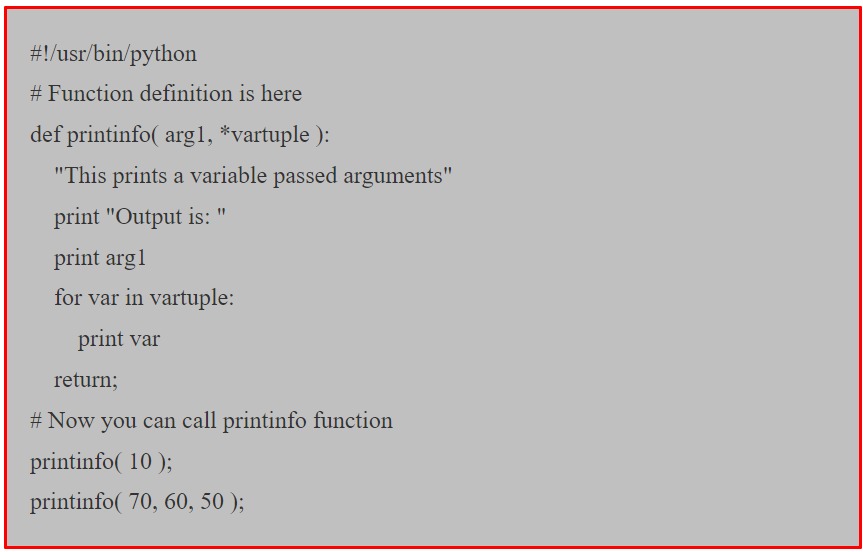 #!/usr/bin/python
# Function definition is here
def printinfo( arg1, *vartuple ):
"This prints a variable passed arguments"
print "Output is: "
print arg1
for var in vartuple:
print var
return;
# Now you can call printinfo function
printinfo( 10 );
printinfo( 70, 60, 50 );